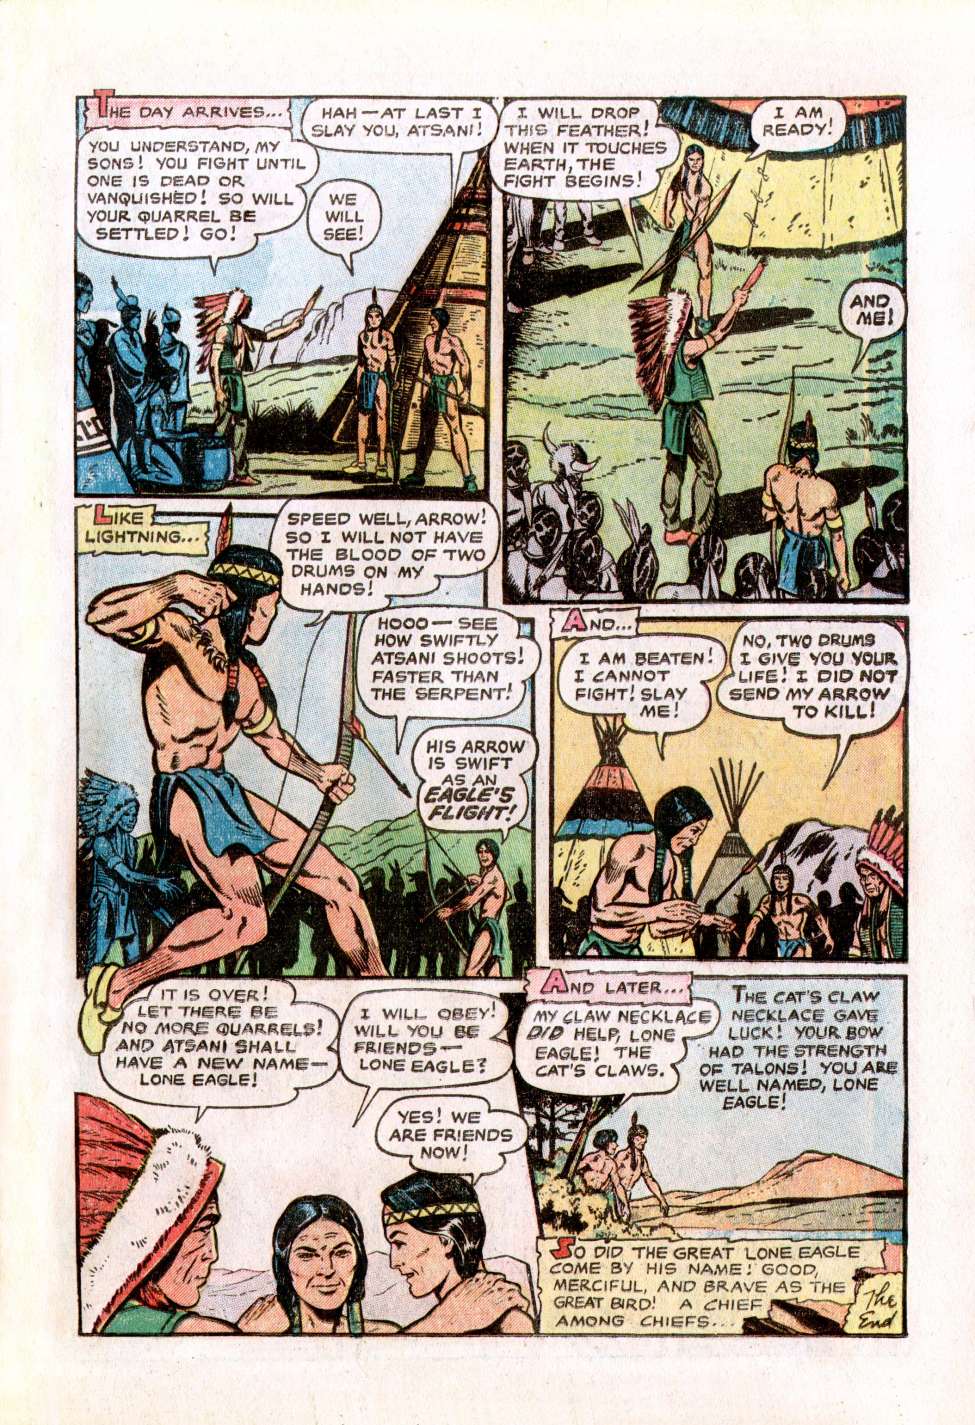 THE DAY ARRIVES...
YOU UNDERSTAND, MY
SONS! YOU FIGHT UNTIL
ONE IS DEAD OR
VANQUISHED! SO WILL
YOUR QUARREL BE
SETTLED! GO!
HAH—AT LAST I
SLAY YOU, ATSANI!
WE
WILL
SEE!
I WILL DROP
THIS FEATHER!
WHEN IT TOUCHES
EARTH, THE
FIGHT BEGINS!
I AM
READY!
AND
ME!
LIKE
LIGHTNING...
SPEED WELL, ARROW!
SO I WILL NOT HAVE
THE BLOOD OF TWO
DRUMS ON MY
HANDS!
HOOO—SEE
HOW SWIFTLY
ATSANI SHOOTS!
FASTER THAN
THE SERPENT!
HIS ARROW
IS SWIFT
AS AN
EAGLE'S
FLIGHT!
AND...
I AM BEATEN!
I CANNOT
FIGHT! SLAY
ME!
NO, TWO DRUMS
I GIVE YOU YOUR
LIFE! I DID NOT
SEND MY ARROW
TO KILL!
IT IS OVER!
LET THERE BE
NO MORE QUARRELS!
AND ATSANI SHALL
HAVE A NEW NAME—
LONE EAGLE!
I WILL OBEY!
WILL YOU BE
FRIENDS—
LONE EAGLE?
YES! WE
ARE FRIENDS
NOW!
AND LATER...
MY CLAW NECKLACE
DID HELP, LONE
EAGLE! THE
CAT'S CLAWS.
THE CAT'S CLAW
NECKLACE GAVE
LUCK! YOUR BOW
HAD THE STRENGTH
OF TALONS! YOU ARE
WELL NAMED, LONE
EAGLE!
SO DID THE GREAT LONE EAGLE
COME BY HIS NAME! GOOD,
MERCIFUL, AND BRAVE AS THE
GREAT BIRD! A CHIEF
AMONG CHIEFS...
The
End